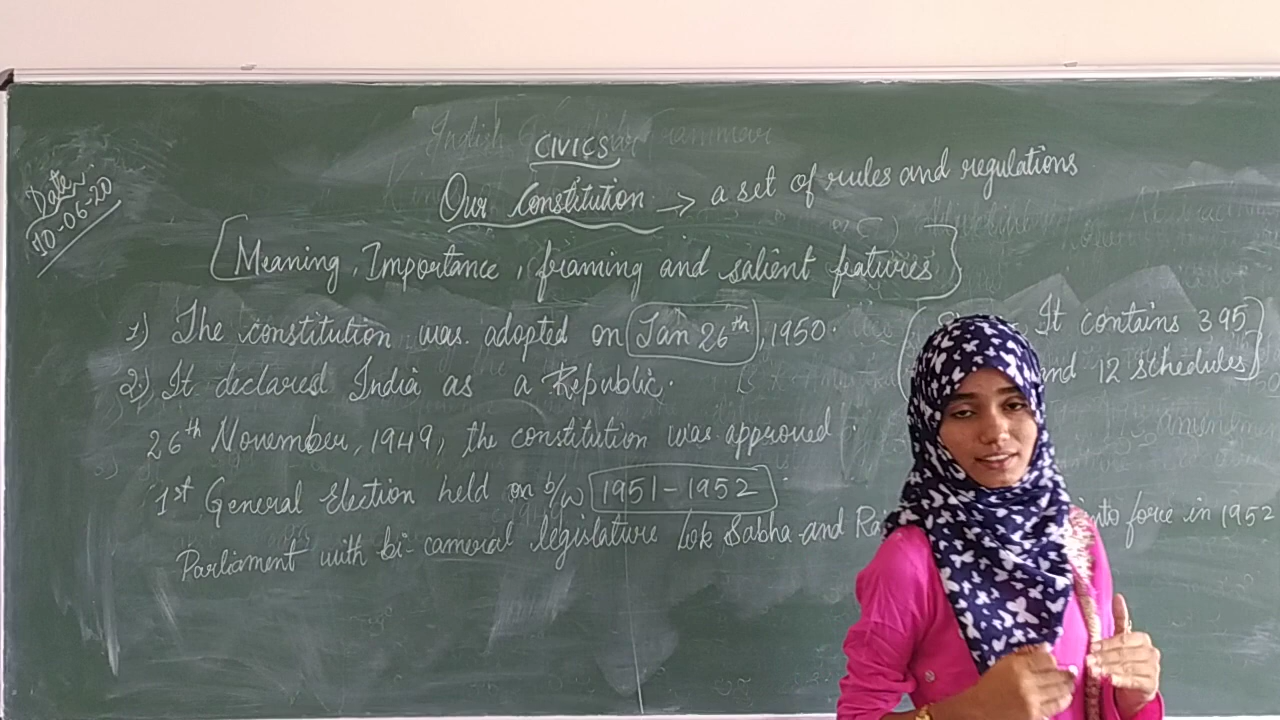 CIVICS
Date:
10-06-20
Our Constitution → a set of rules and regulations
[Meaning, Importance, framing and salient features]
1) The constitution was adopted on Jan 26th, 1950.
It contains 395
2) It declared India as a Republic.
and 12 schedules
26th November, 1949, the constitution was approved.
1st General Election held on b/w 1951-1952
Parliament with bi-cameral legislature Lok Sabha and into force in 1952